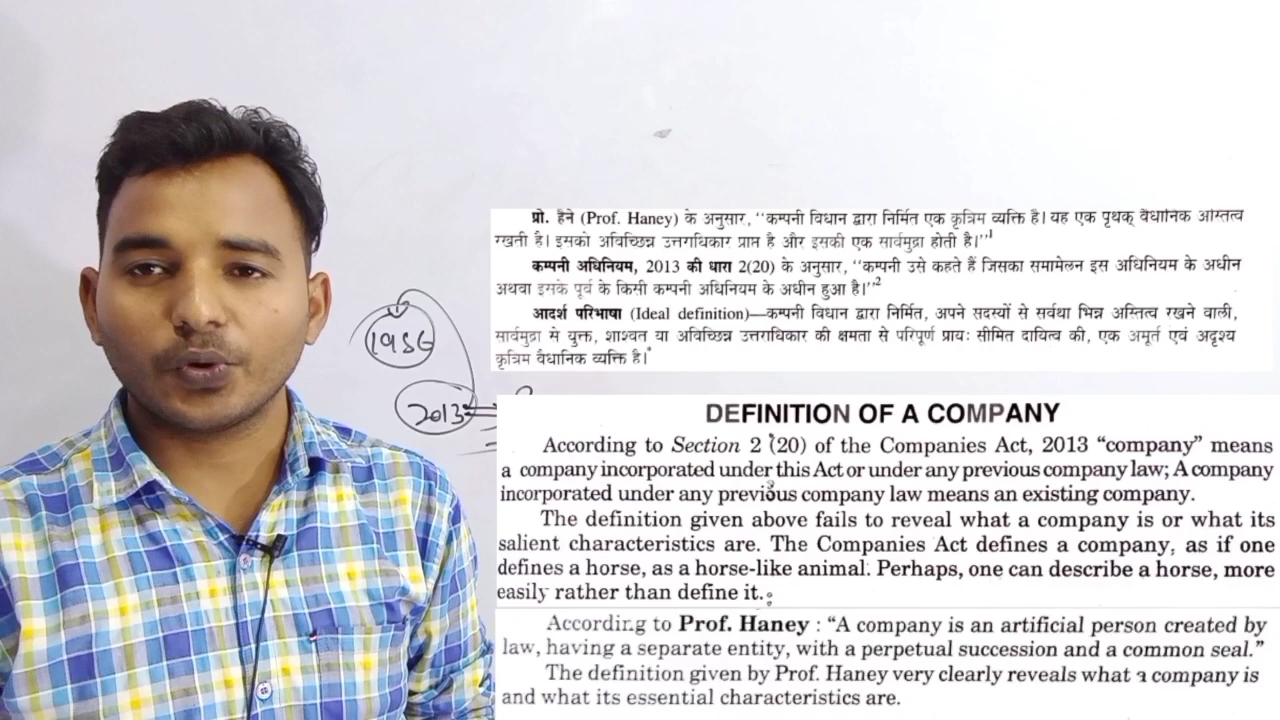 1956
2013
प्रो. हैने (Prof. Haney) के अनुसार, ‘‘कम्पनी विधान द्वारा निर्मित एक कृत्रिम व्यक्ति है। यह एक पृथक् वैधानिक अस्तित्व
रखती है। इसको अविच्छिन्न उत्तराधिकार प्राप्त है और इसकी एक सार्वमुद्रा होती है।’’1
कम्पनी अधिनियम, 2013 की धारा 2(20) के अनुसार, ‘‘कम्पनी उसे कहते हैं जिसका समामेलन इस अधिनियम के अधीन
अथवा इसके पूर्व के किसी कम्पनी अधिनियम के अधीन हुआ है।’’2
आदर्श परिभाषा (Ideal definition)—कम्पनी विधान द्वारा निर्मित, अपने सदस्यों से सर्वथा भिन्न अस्तित्व रखने वाली,
सार्वमुद्रा से युक्त, शाश्वत या अविच्छिन्न उत्तराधिकार की क्षमता से परिपूर्ण प्रायः सीमित दायित्व की, एक अमूर्त एवं अदृश्य
कृत्रिम वैधानिक व्यक्ति है।
DEFINITION OF A COMPANY
According to Section 2 (20) of the Companies Act, 2013 “company” means
a company incorporated under this Act or under any previous company law; A company
incorporated under any previous company law means an existing company.
The definition given above fails to reveal what a company is or what its
salient characteristics are. The Companies Act defines a company, as if one
defines a horse, as a horse-like animal. Perhaps, one can describe a horse, more
easily rather than define it.
According to Prof. Haney : “A company is an artificial person created by
law, having a separate entity, with a perpetual succession and a common seal.”
The definition given by Prof. Haney very clearly reveals what a company is
and what its essential characteristics are.